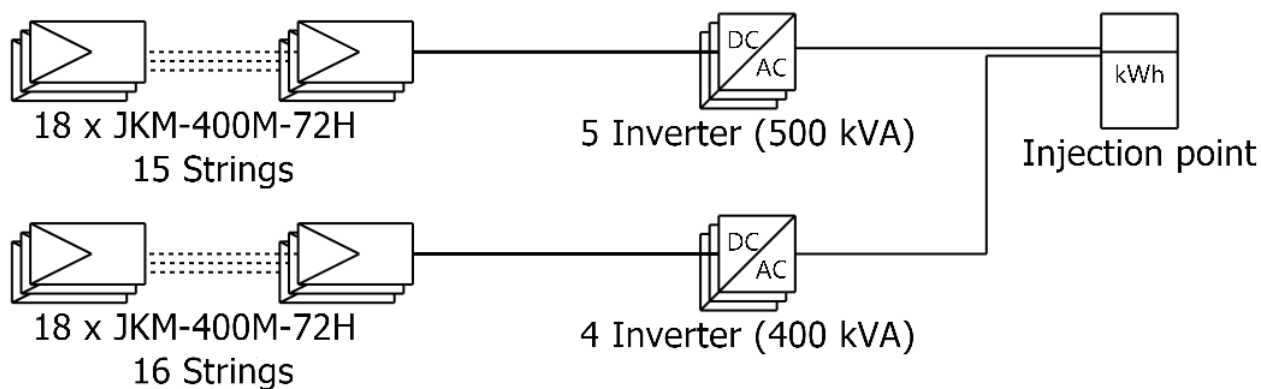 DC
AC
kWh
18 x JKM-400M-72H
15 Strings
5 Inverter (500 kVA)
Injection point
DC
AC
18 x JKM-400M-72H
16 Strings
4 Inverter (400 kVA)